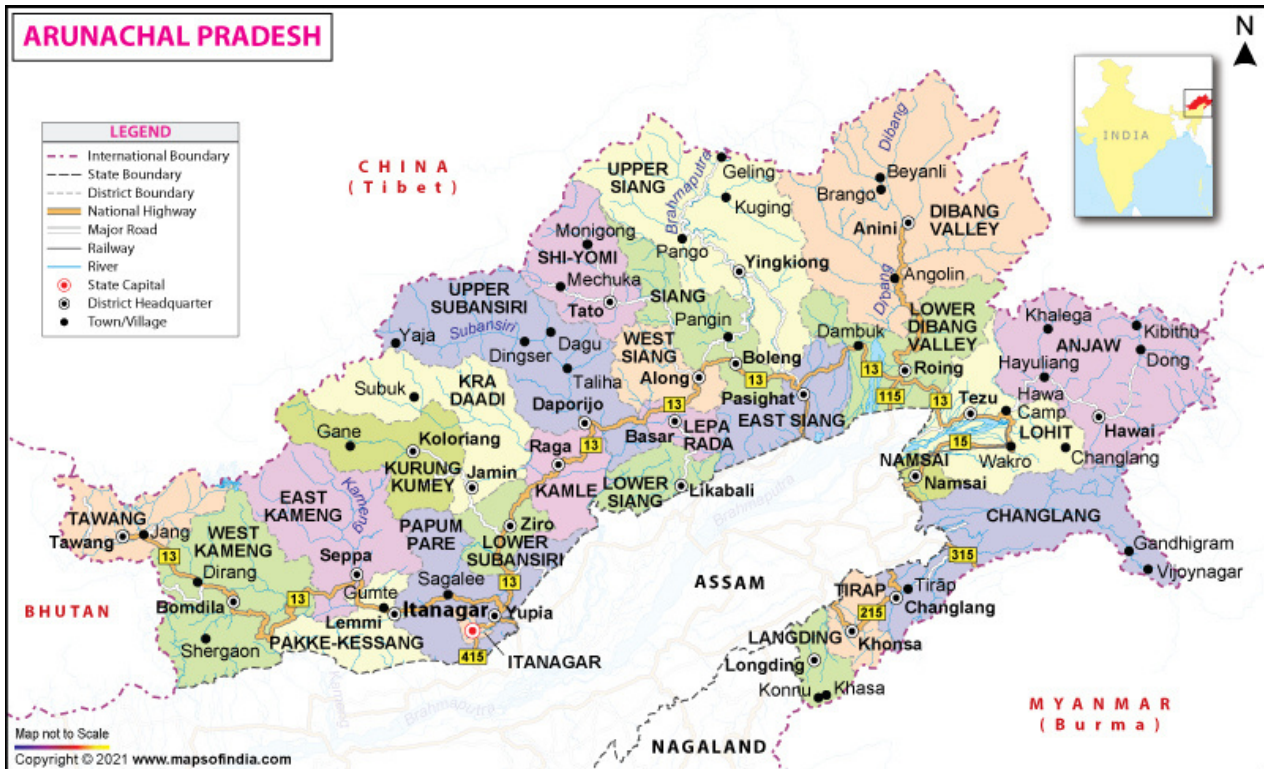 ARUNACHAL PRADESH
N
LEGEND
International Boundary
State Boundary
District Boundary
National Highway
Major Road
Railway
River
State Capital
District Headquarter
Town/Village
INDIA
CHINA
(Tibet)
UPPER
SIANG
Geling
Kuging
Brahmaputra
Pango
Yingkiong
Dibang
Beyanli
Brango
Anini
DIBANG
VALLEY
Angolin
Dibang
Monigong
SHI-YOMI
Mechuka
Tato
SIANG
Pangin
Boleng
UPPER
SUBANSIRI
Yaja
Subansiri
Dagu
Dingser
Taliha
Daporijo
WEST
SIANG
Along
13
13
Dambuk
LOWER
DIBANG
VALLEY
13
Roing
115
13
Pasighat
EAST SIANG
Khalega
Kibithu
ANJAW
Dong
Hayuliang
Hawai
Tezu
Hawa
Camp
LOHIT
15
Wakro
Changlang
NAMSAI
Namsai
KRA
DAADI
Subuk
Gane
Koloriang
KURUNG
KUMEY
Jamin
Raga
13
Basar
LEPA
RADA
KAMLE
LOWER
SIANG
Likabali
Brahmaputra
CHANGLANG
Gandhigram
Vijoynagar
315
TAWANG
Tawang
Jang
13
WEST
KAMENG
Dirang
Bomdila
Shergaon
EAST
KAMENG
Kameng
Seppa
13
PAPUM
PARE
Ziro
LOWER
SUBANSIRI
13
Sagalee
Gumte
Lemmi
Itanagar
Yupia
PAKKE-KESSANG
415
ITANAGAR
BHUTAN
ASSAM
TIRAP
Tirap
Changlang
215
Khonsa
LANGDING
Longding
Konnu
Khasa
MYANMAR
(Burma)
NAGALAND
Kumeng
Brahmaputra
Map not to Scale
Copyright © 2021 www.mapsofindia.com